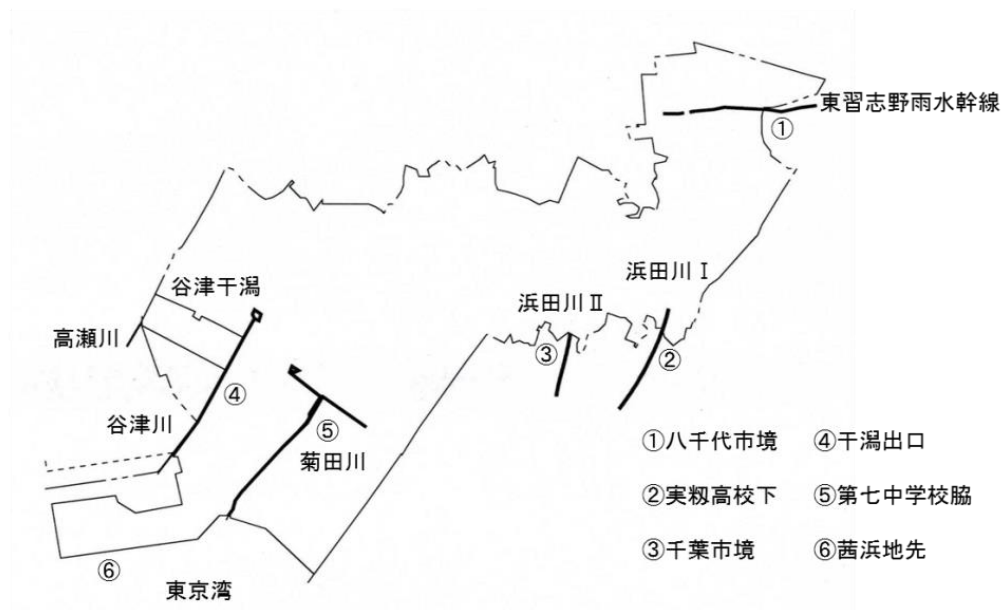 東習志野雨水幹線
①
浜田川Ⅰ
谷津干潟
浜田川Ⅱ
高瀬川
③
②
④
谷津川
⑤
菊田川
①八千代市境 ④干潟出口
②実籾高校下 ⑤第七中学校脇
③千葉市境 ⑥茜浜地先
⑥
東京湾